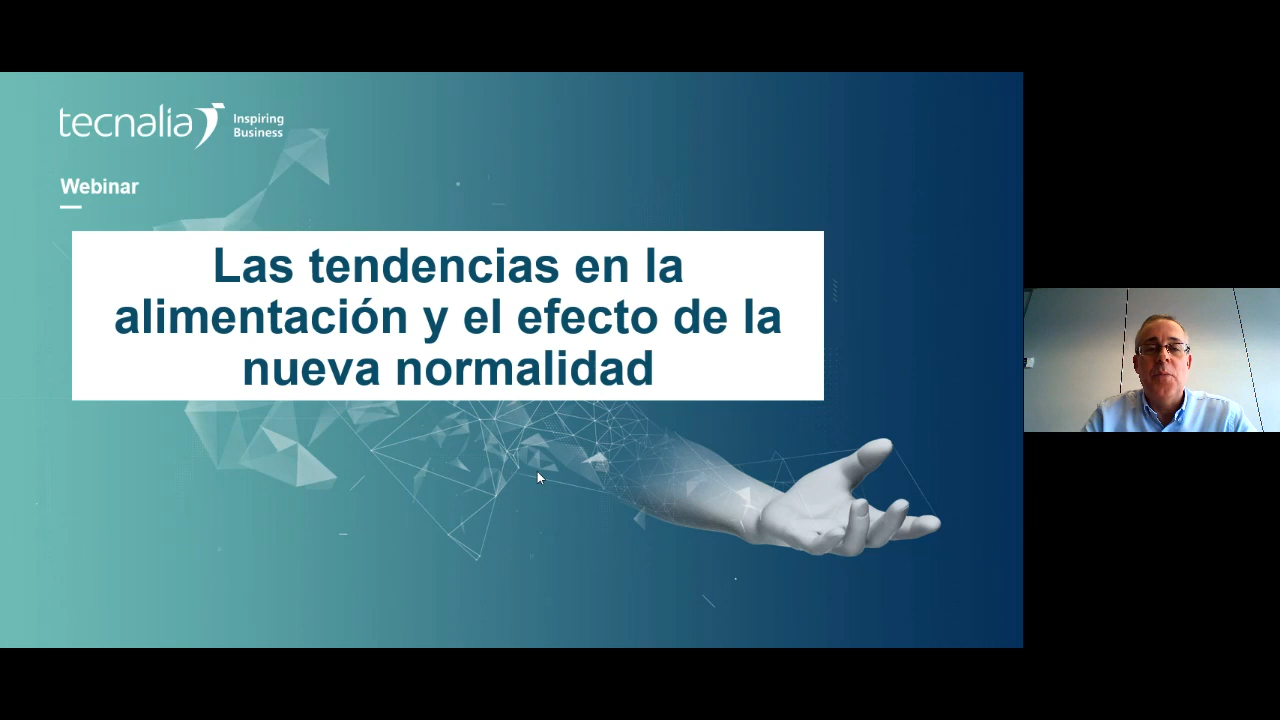 tecnalia Inspiring
Business
Webinar
Las tendencias en la
alimentación y el efecto de la
nueva normalidad